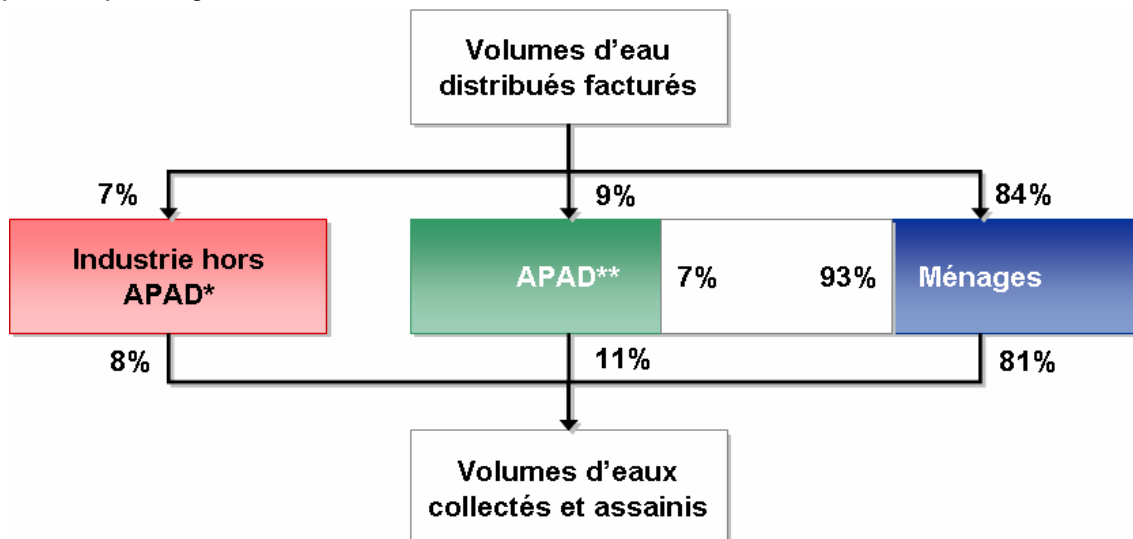 Volumes d'eau
distribués facturés
7%
9%
84%
Industrie hors
APAD*
APAD**
7%
93%
Ménages
8%
11%
81%
Volumes d'eaux
collectés et assainis